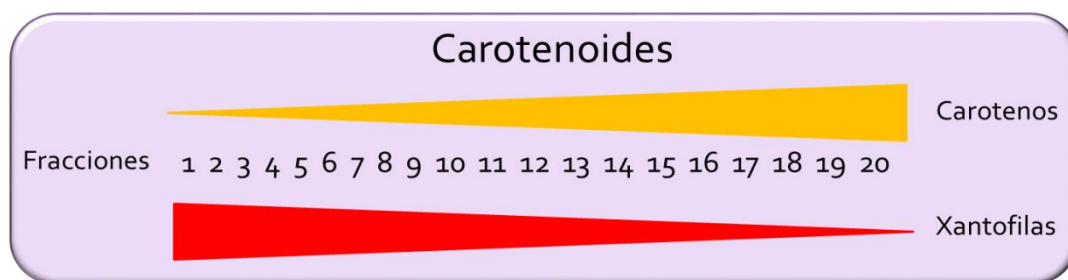 Carotenoides
Carotenos
Fracciones 1 2 3 4 5 6 7 8 9 10 11 12 13 14 15 16 17 18 19 20
Xantofilas